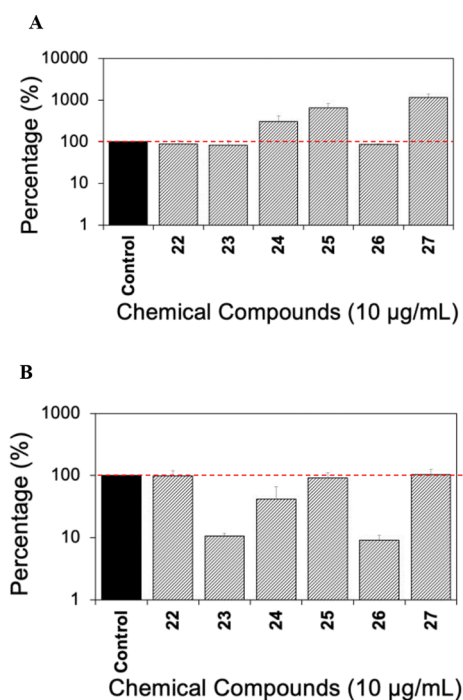 A
Percentage (%)
10000
1000
100
10
1
Control
22
23
24
25
26
27
Chemical Compounds (10 µg/mL)
B
Percentage (%)
1000
100
10
1
Control
22
23
24
25
26
27
Chemical Compounds (10 µg/mL)